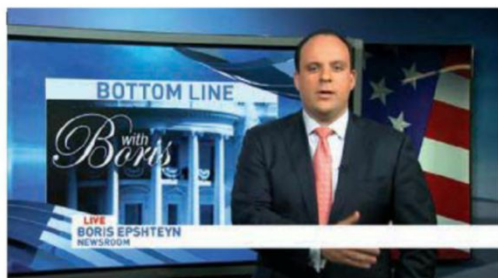 BOTTOM LINE
with
Boris
LIVE
BORIS EPSHTEYN
NEWSROOM